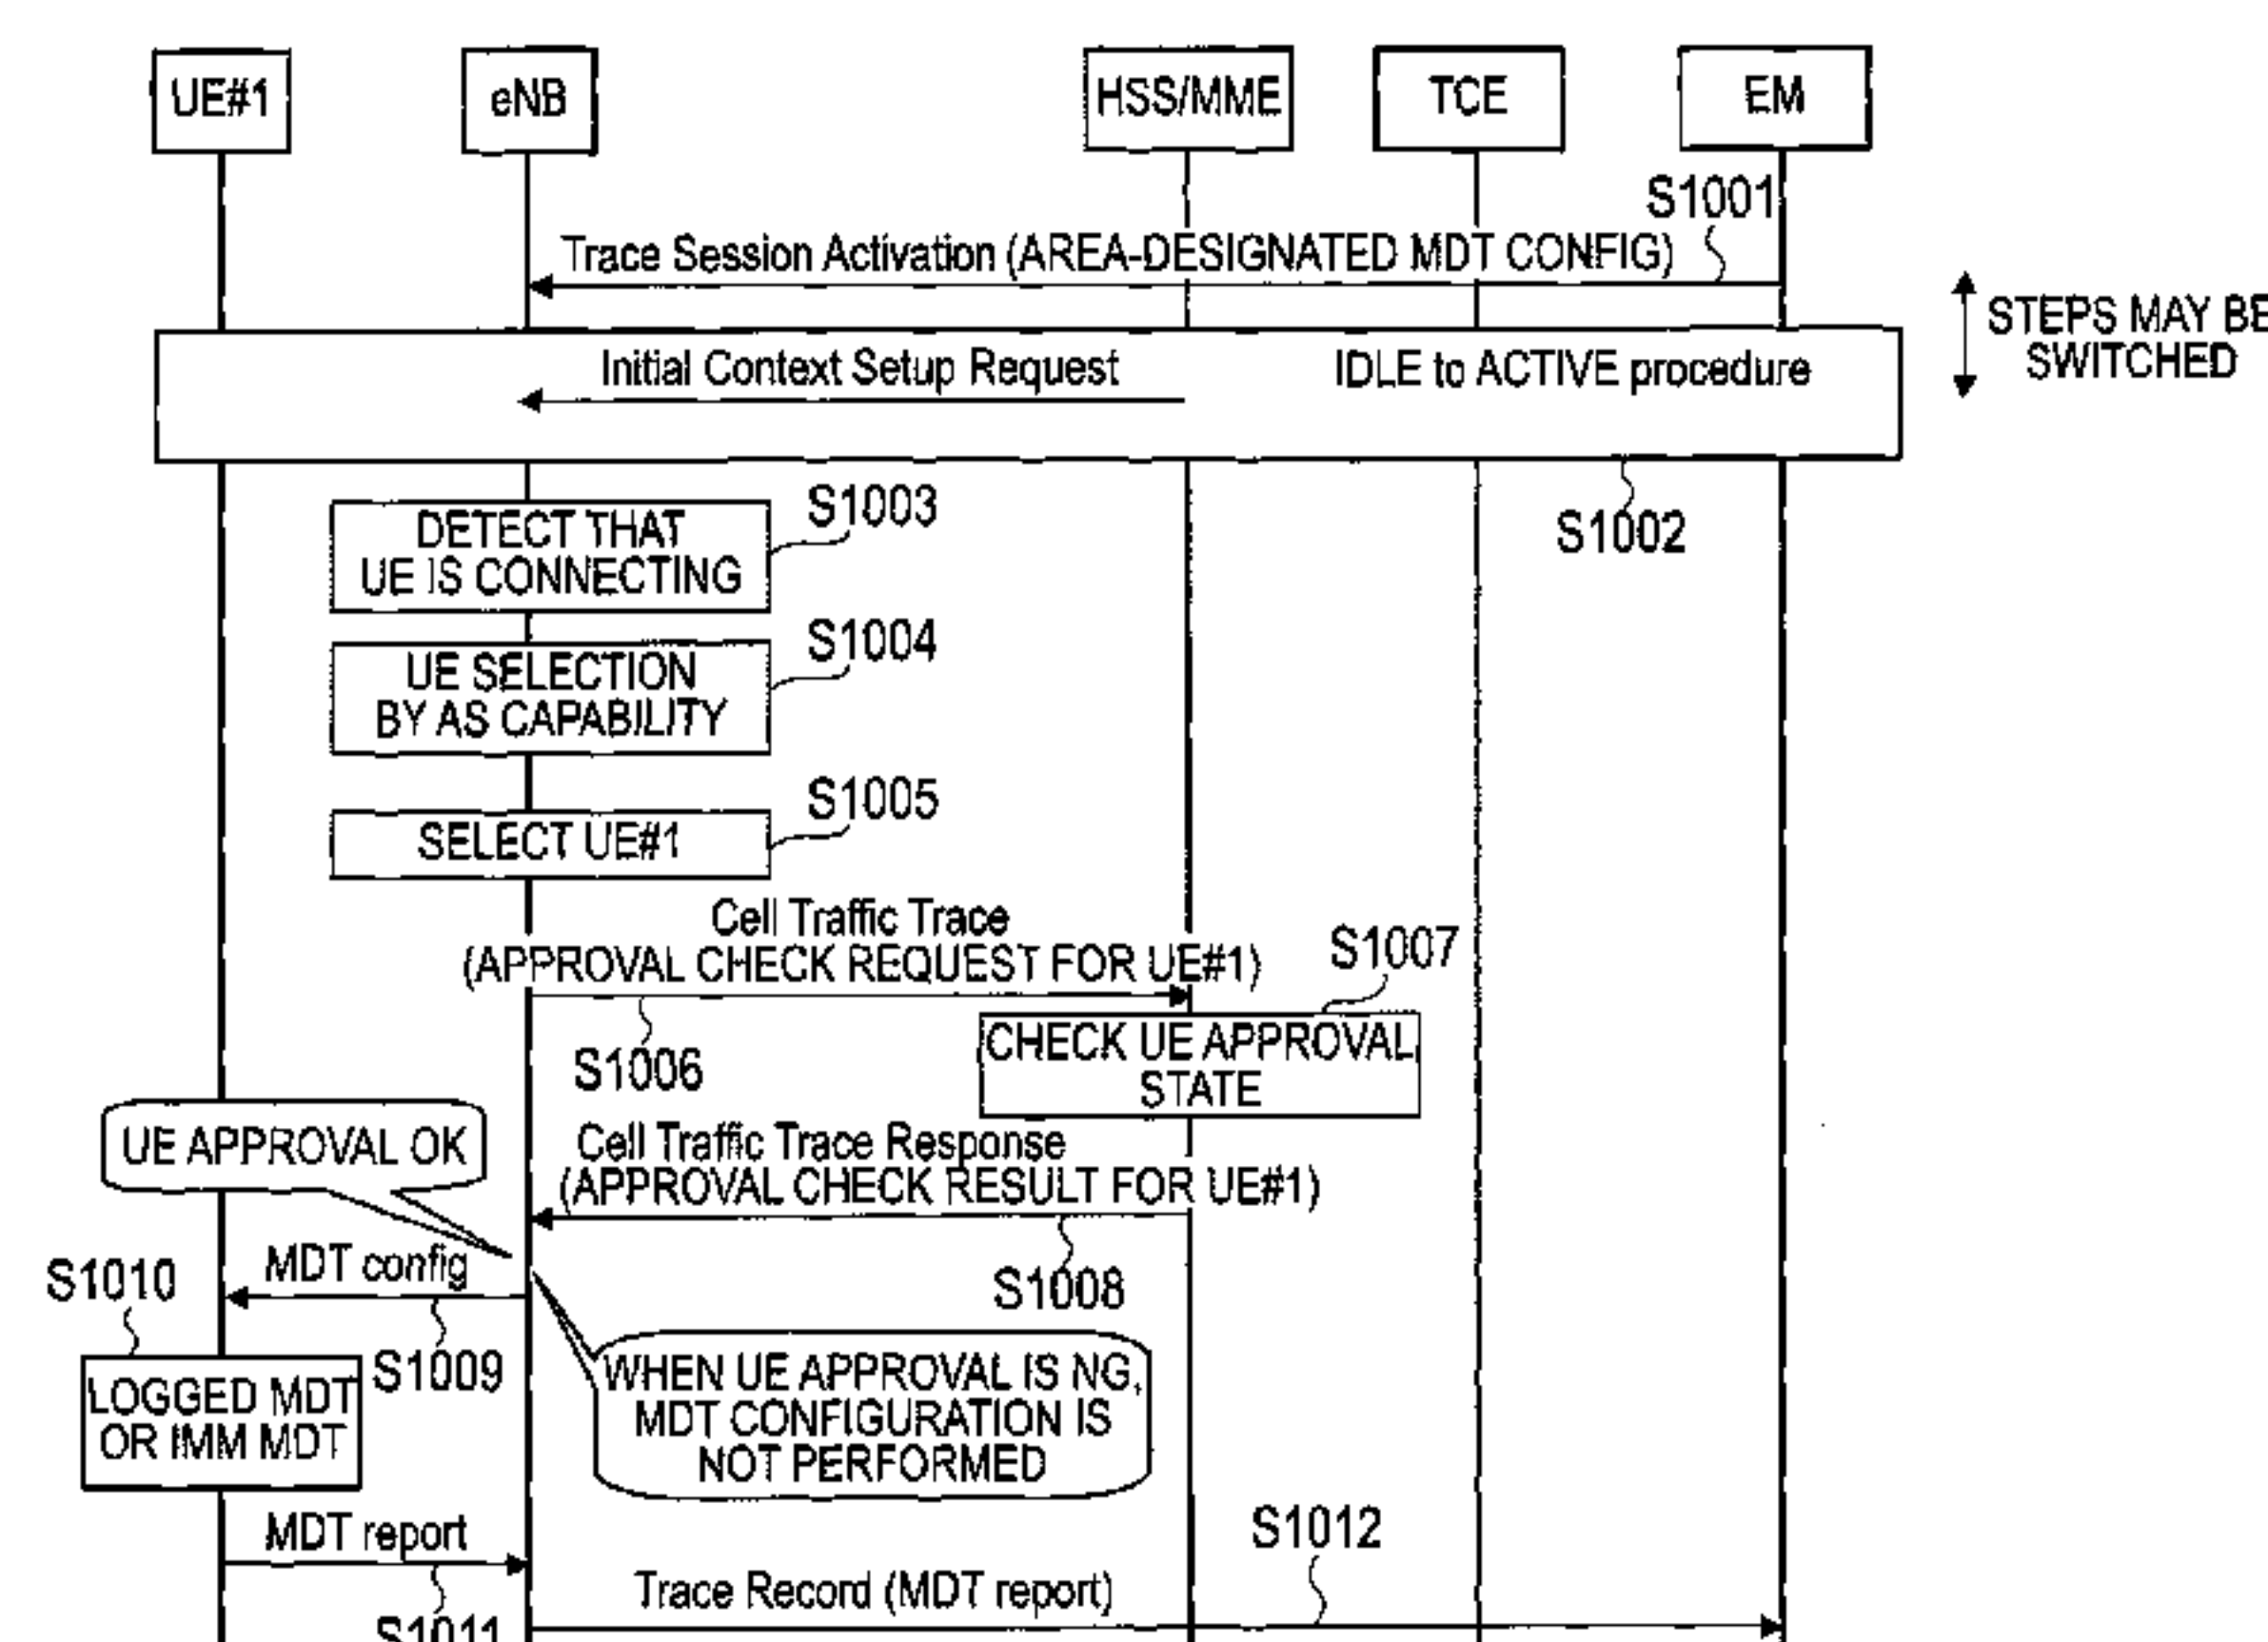 UE#1
eNB
HSS/MME
TCE
EM
S1001
Trace Session Activation (AREA-DESIGNATED MDT CONFIG)
STEPS MAY BE
SWITCHED
Initial Context Setup Request
IDLE to ACTIVE procedure
S1002
S1003
DETECT THAT
UE IS CONNECTING
S1004
UE SELECTION
BY AS CAPABILITY
S1005
SELECT UE#1
Cell Traffic Trace
(APPROVAL CHECK REQUEST FOR UE#1)
S1007
S1006
CHECK UE APPROVAL
STATE
UE APPROVAL OK
Cell Traffic Trace Response
(APPROVAL CHECK RESULT FOR UE#1)
S1008
S1010
MDT config
S1009
LOGGED MDT
OR IMM MDT
WHEN UE APPROVAL IS NG,
MDT CONFIGURATION IS
NOT PERFORMED
MDT report
S1011
S1012
Trace Record (MDT report)